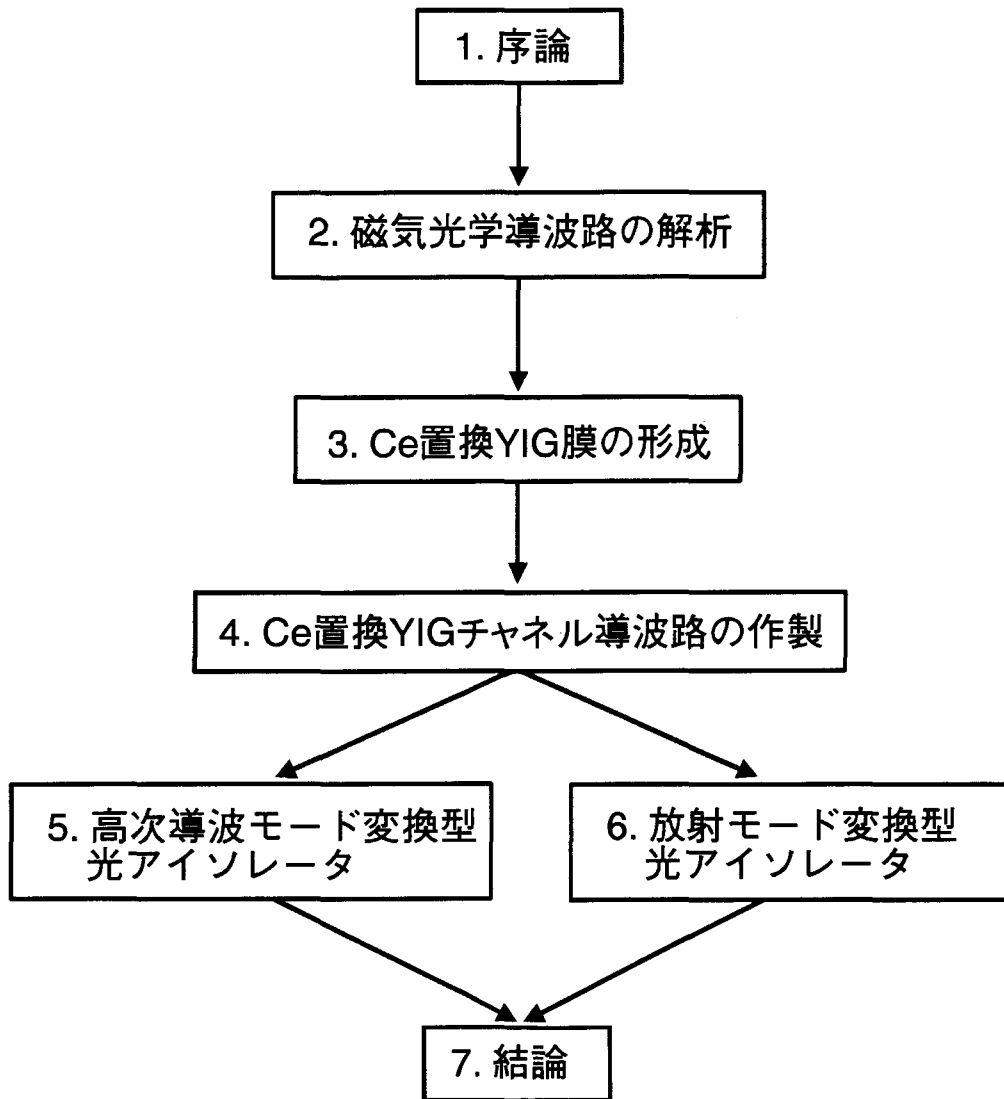 1. 序論
2. 磁気光学導波路の解析
3. Ce置換YIG膜の形成
4. Ce置換YIGチャネル導波路の作製
5. 高次導波モード変換型
光アイソレータ
6. 放射モード変換型
光アイソレータ
7. 結論